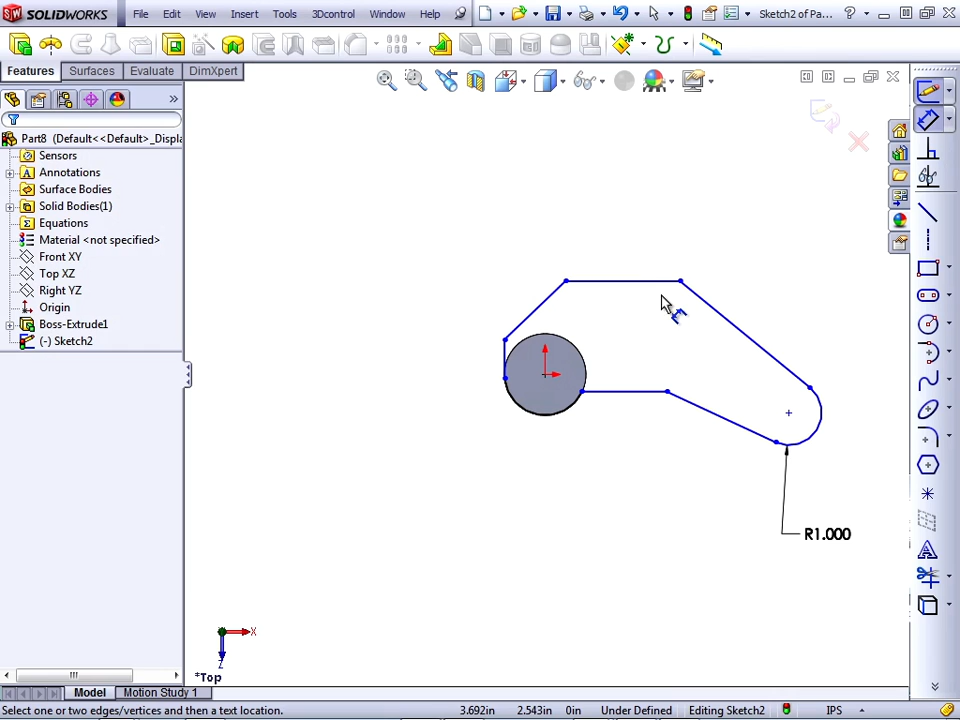 SW SOLIDWORKS File Edit View Insert Tools 3Dcontrol Window Help Sketch2 of Pa... ?
Features Surfaces Evaluate DimXpert
»
Part8 (Default<<Default>_Displa
Sensors
A Annotations
Surface Bodies
Solid Bodies(1)
Σ Equations
Material <not specified>
Front XY
Top XZ
Right YZ
Origin
Boss-Extrude1
(-) Sketch2
R1.000
X
Z
*Top
Model Motion Study 1
Select one or two edges/vertices and then a text location. 3.692in 2.543in 0in Under Defined Editing Sketch2 IPS